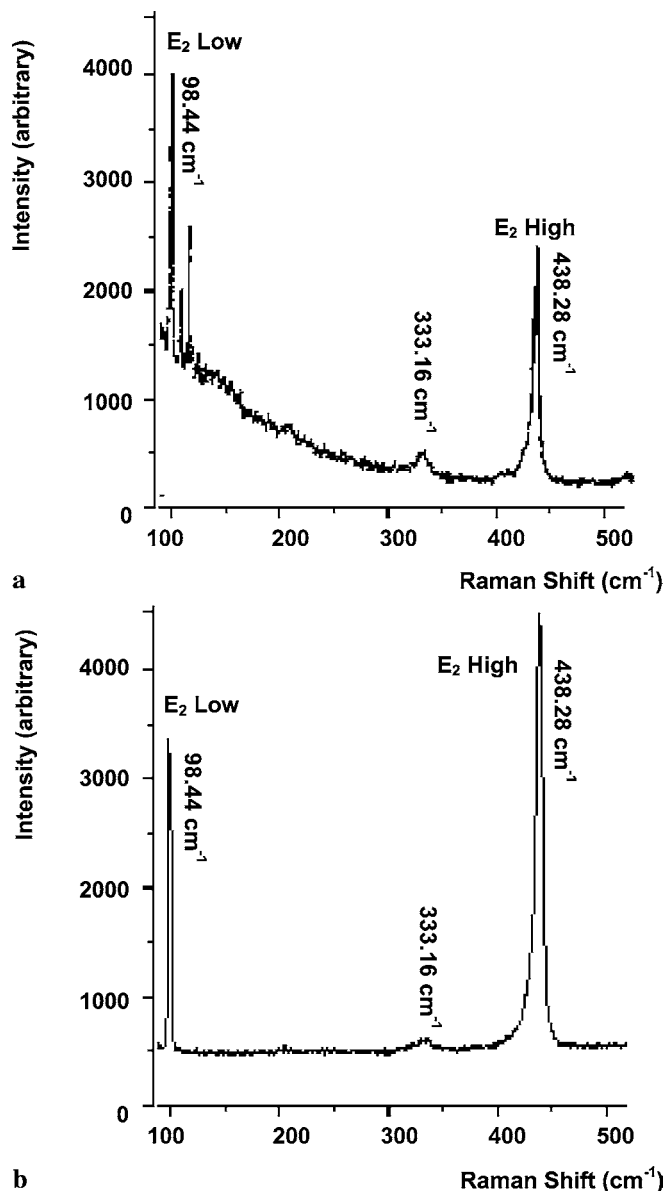 E₂ Low
4000
98.44 cm⁻¹
Intensity (arbitrary)
3000
E₂ High
438.28 cm⁻¹
2000
333.16 cm⁻¹
1000
0
100 200 300 400 500
a
Raman Shift (cm⁻¹)
4000
E₂ High
438.28 cm⁻¹
E₂ Low
98.44 cm⁻¹
Intensity (arbitrary)
3000
2000
333.16 cm⁻¹
1000
0
100 200 300 400 500
b
Raman Shift (cm⁻¹)